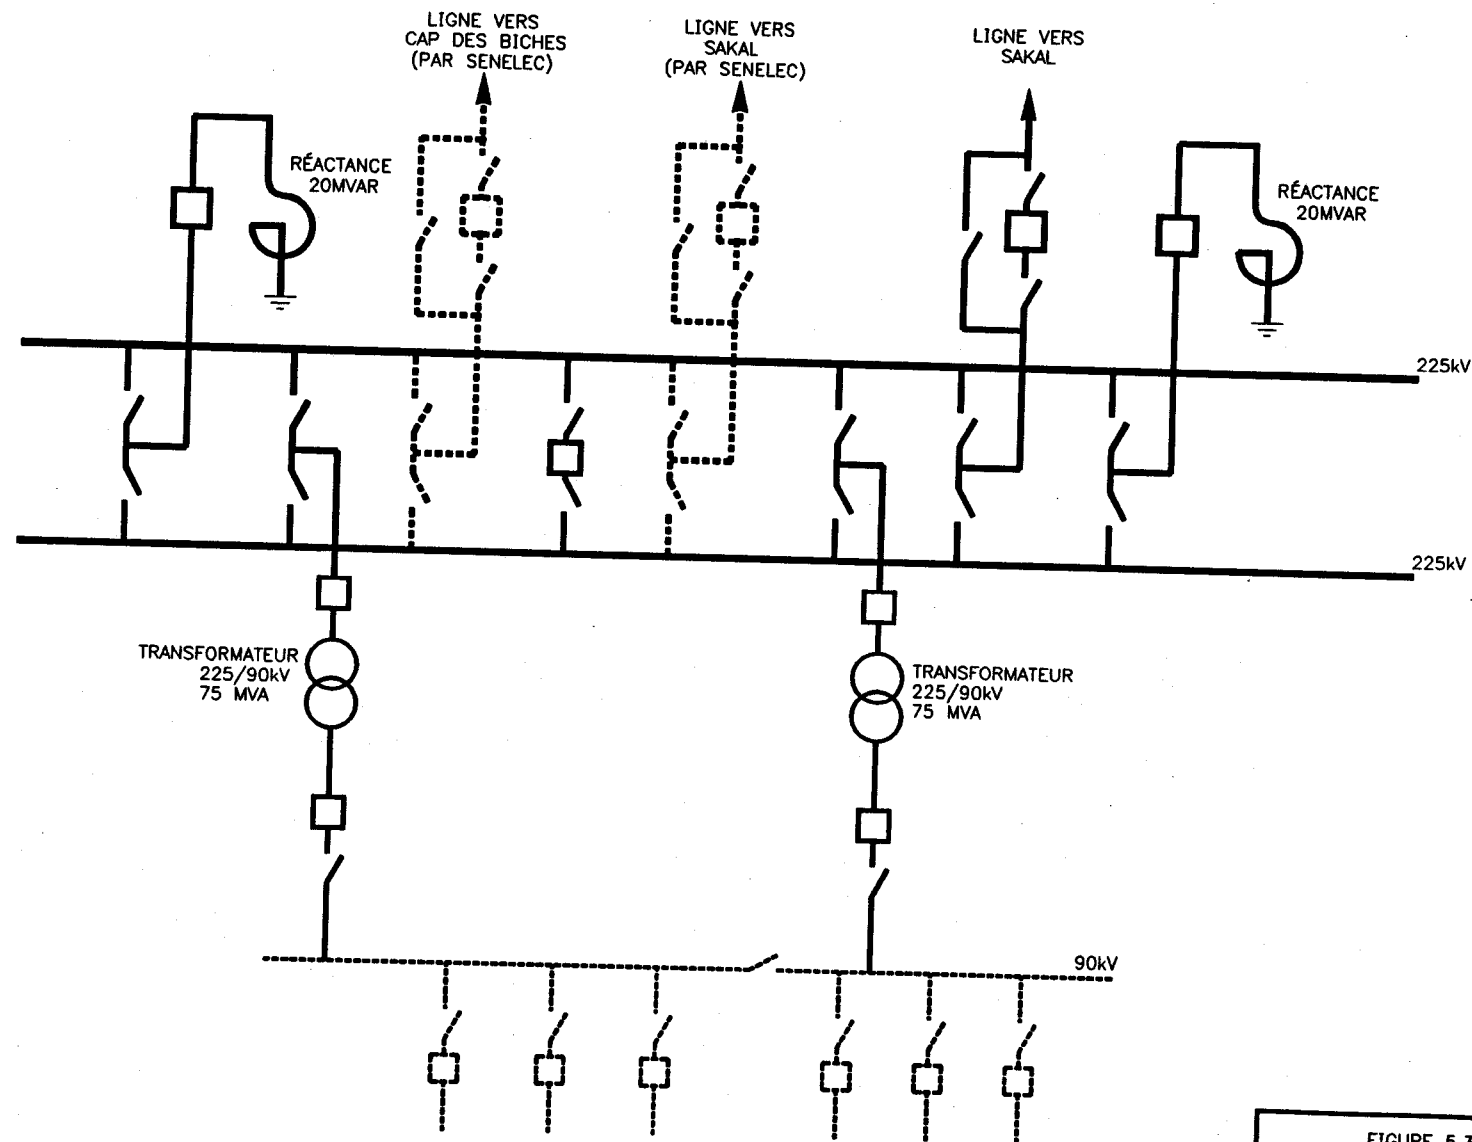 LIGNE VERS
CAP DES BICHES
(PAR SENELEC)
LIGNE VERS
SAKAL
(PAR SENELEC)
LIGNE VERS
SAKAL
RÉACTANCE
20MVAR
RÉACTANCE
20MVAR
225kV
225kV
TRANSFORMATEUR
225/90kV
75 MVA
TRANSFORMATEUR
225/90kV
75 MVA
90kV
FIGURE